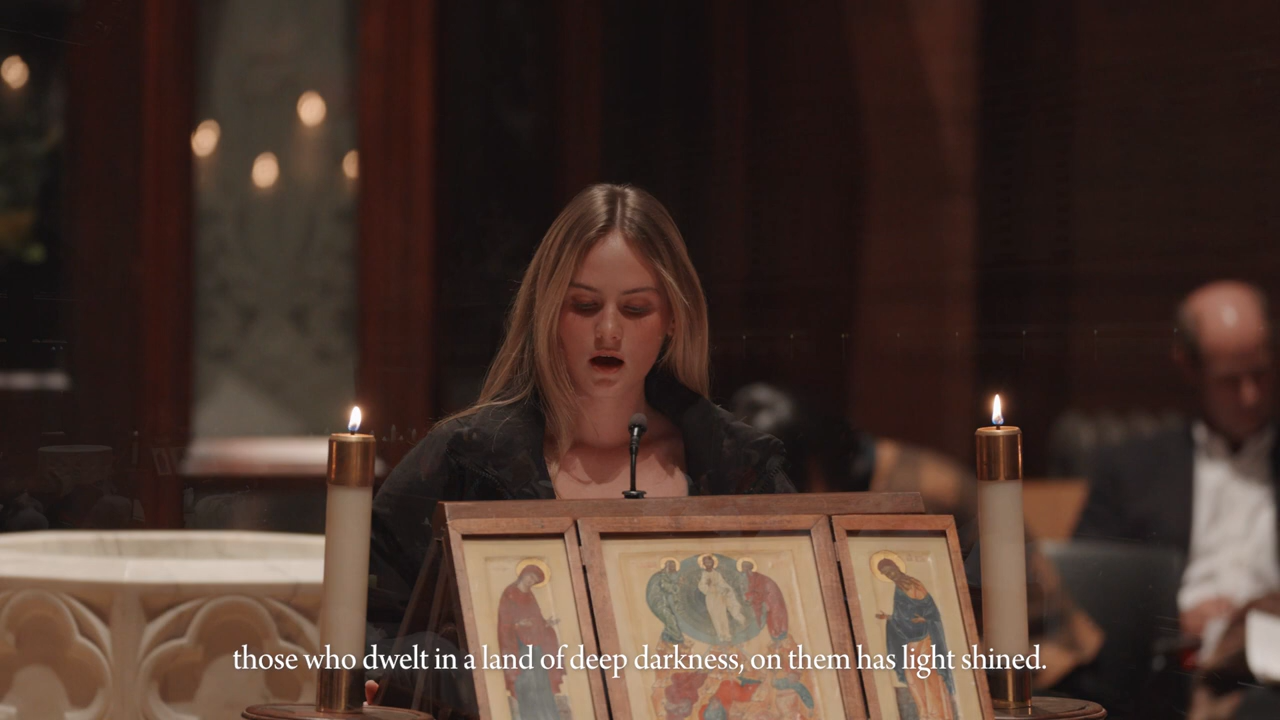 those who dwelt in a land of deep darkness, on them has light shined.